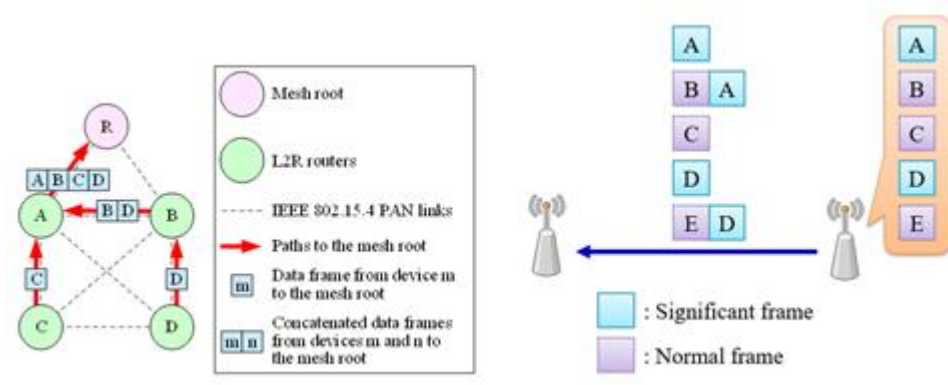 R
A B C D
A
B D
B
C
D
C
D
Mesh root
L2R routers
IEEE 802.15.4 PAN links
Paths to the mesh root
m
Data frame from device m
to the mesh root
m n
Concatenated data frames
from devices m and n to
the mesh root
A
B A
C
D
E D
A
B
C
D
E
: Significant frame
: Normal frame